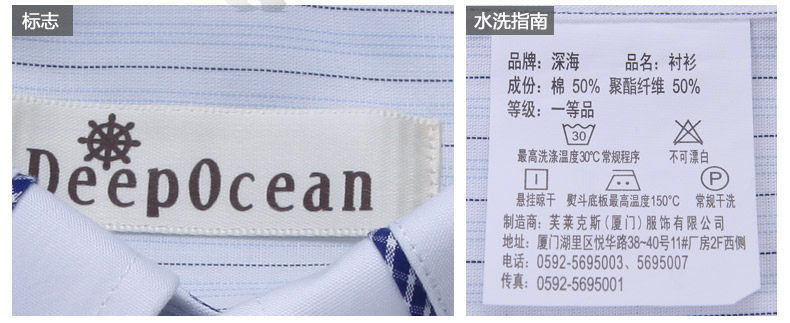 标志
DeepOcean
水洗指南
品牌: 深海 品名: 衬衫
成份: 棉 50% 聚酯纤维 50%
等级: 一等品
30
最高洗涤温度30℃常规程序 不可漂白
P
悬挂晾干 熨斗底板最高温度150℃ 常规干洗
制造商: 芙莱克斯(厦门)服饰有限公司
地址: 厦门湖里区悦华路38~40号11#厂房2F西侧
电话: 0592-5695003、5695007
传真: 0592-5695001